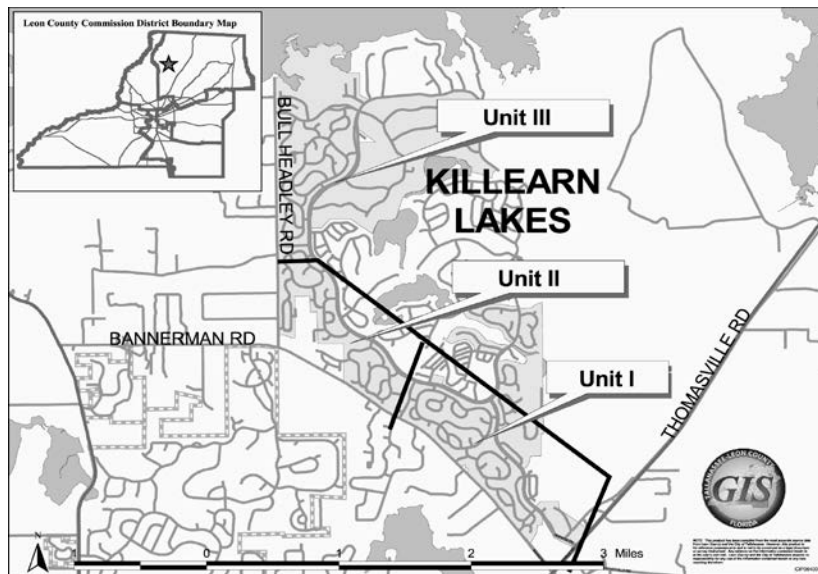 Leon County Commission District Boundary Map
Unit III
BULL HEADLEY RD
KILLEARN
LAKES
Unit II
BANNERMAN RD
Unit I
THOMASVILLE RD
TALLAHASSEE-LEON COUNTY
GIS
FLORIDA
N
1 0 1 2 3 Miles